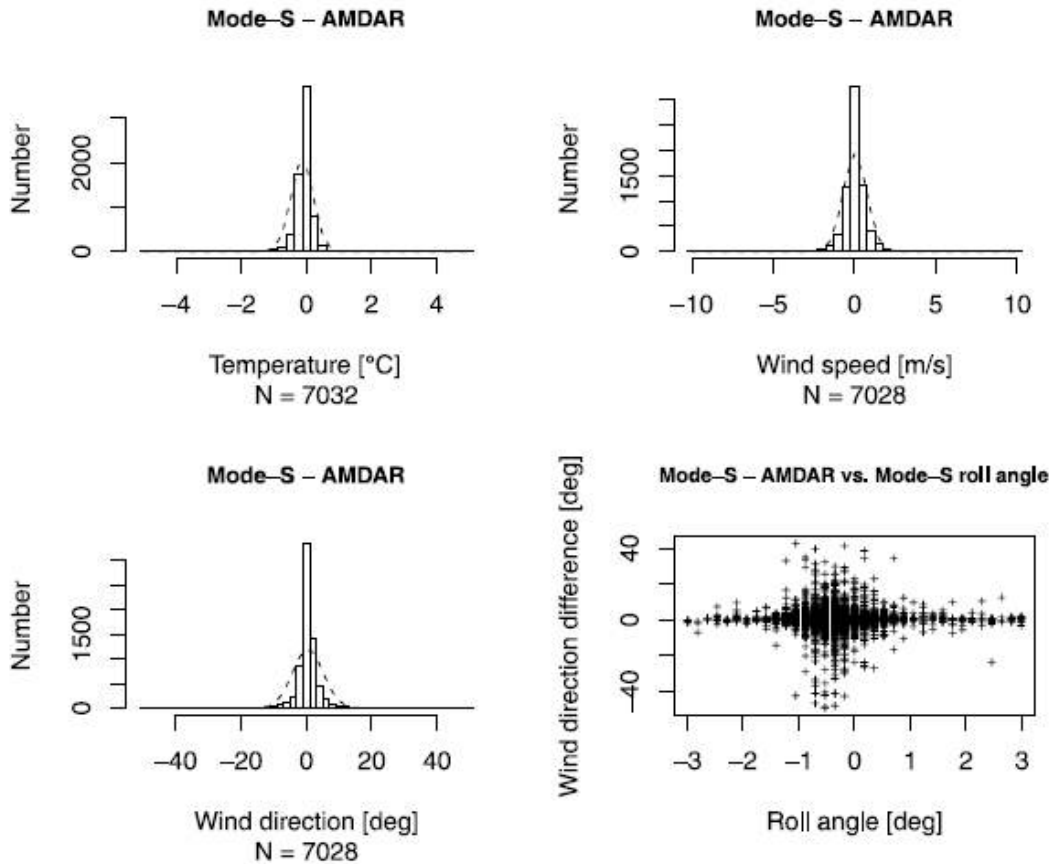 Mode–S – AMDAR
Number
0
2000
−4
−2
0
2
4
Temperature [°C]
N = 7032
Mode–S – AMDAR
Number
0
1500
−10
−5
0
5
10
Wind speed [m/s]
N = 7028
Mode–S – AMDAR
Number
0
1500
−40
−20
0
20
40
Wind direction [deg]
N = 7028
Mode–S – AMDAR vs. Mode–S roll angle
Wind direction difference [deg]
−40
0
40
−3
−2
−1
0
1
2
3
Roll angle [deg]